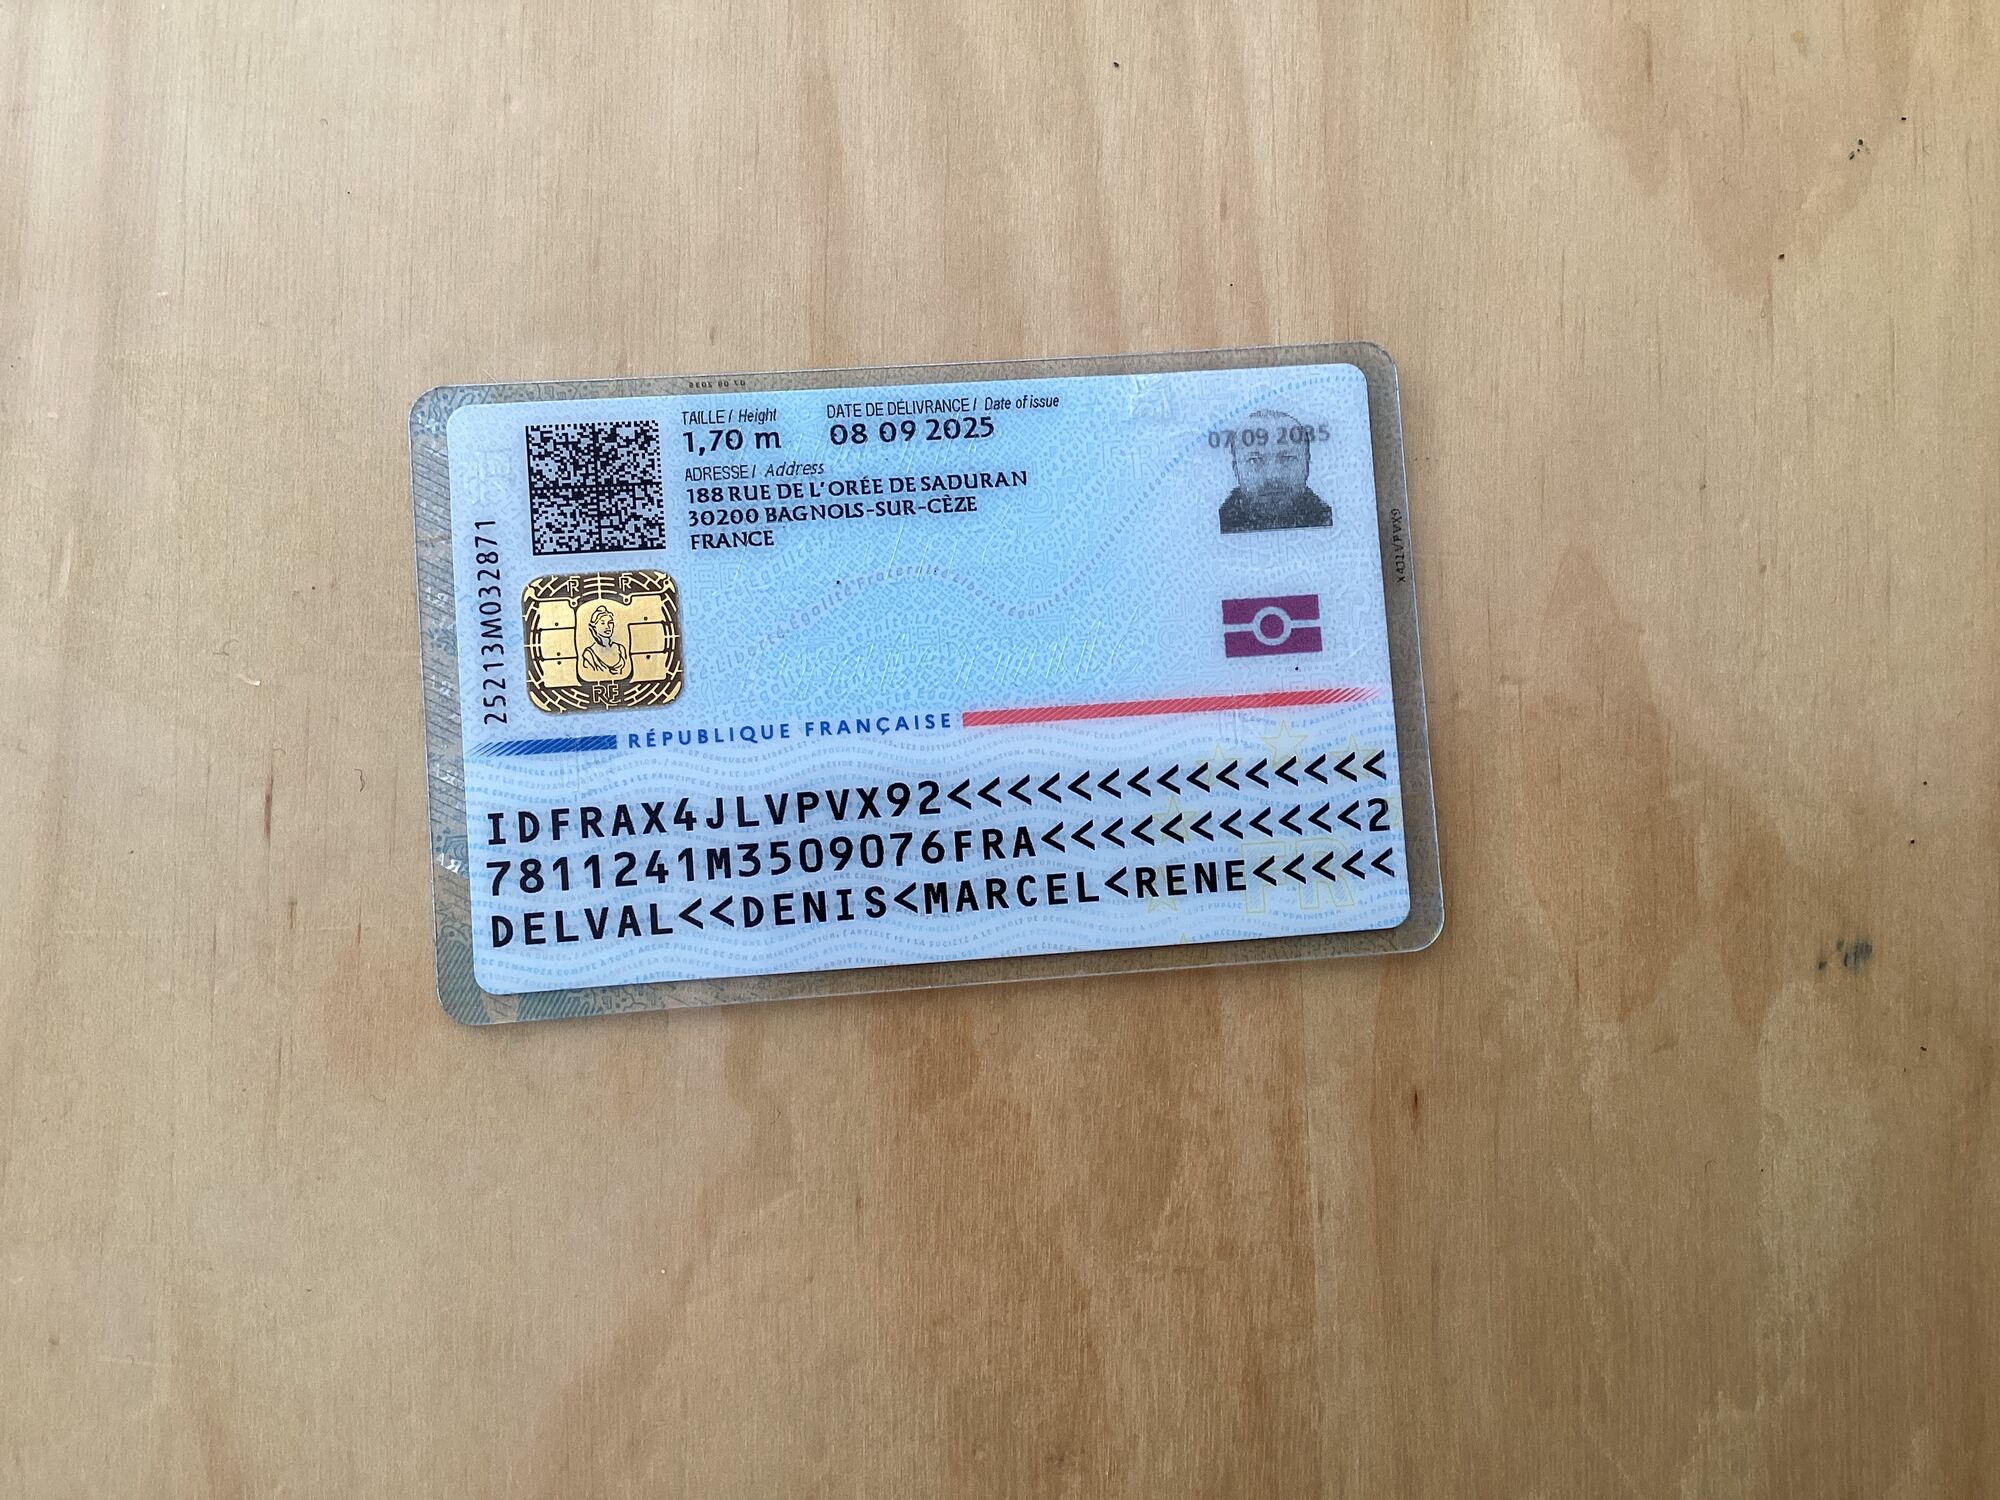 TAILLE / Height
1,70 m
DATE DE DÉLIVRANCE / Date of issue
08 09 2025
ADRESSE / Address
188 RUE DE L'ORÉE DE SADURAN
30200 BAGNOLS-SUR-CÈZE
FRANCE
07 09 2035
25213M032871
RF
RÉPUBLIQUE FRANÇAISE
IDFRAX4JLVPVX92<<<<<<<<<<<<<<<
7811241M3509076FRA<<<<<<<<<<<2
DELVAL<<DENIS<MARCEL<RENE<<<<<